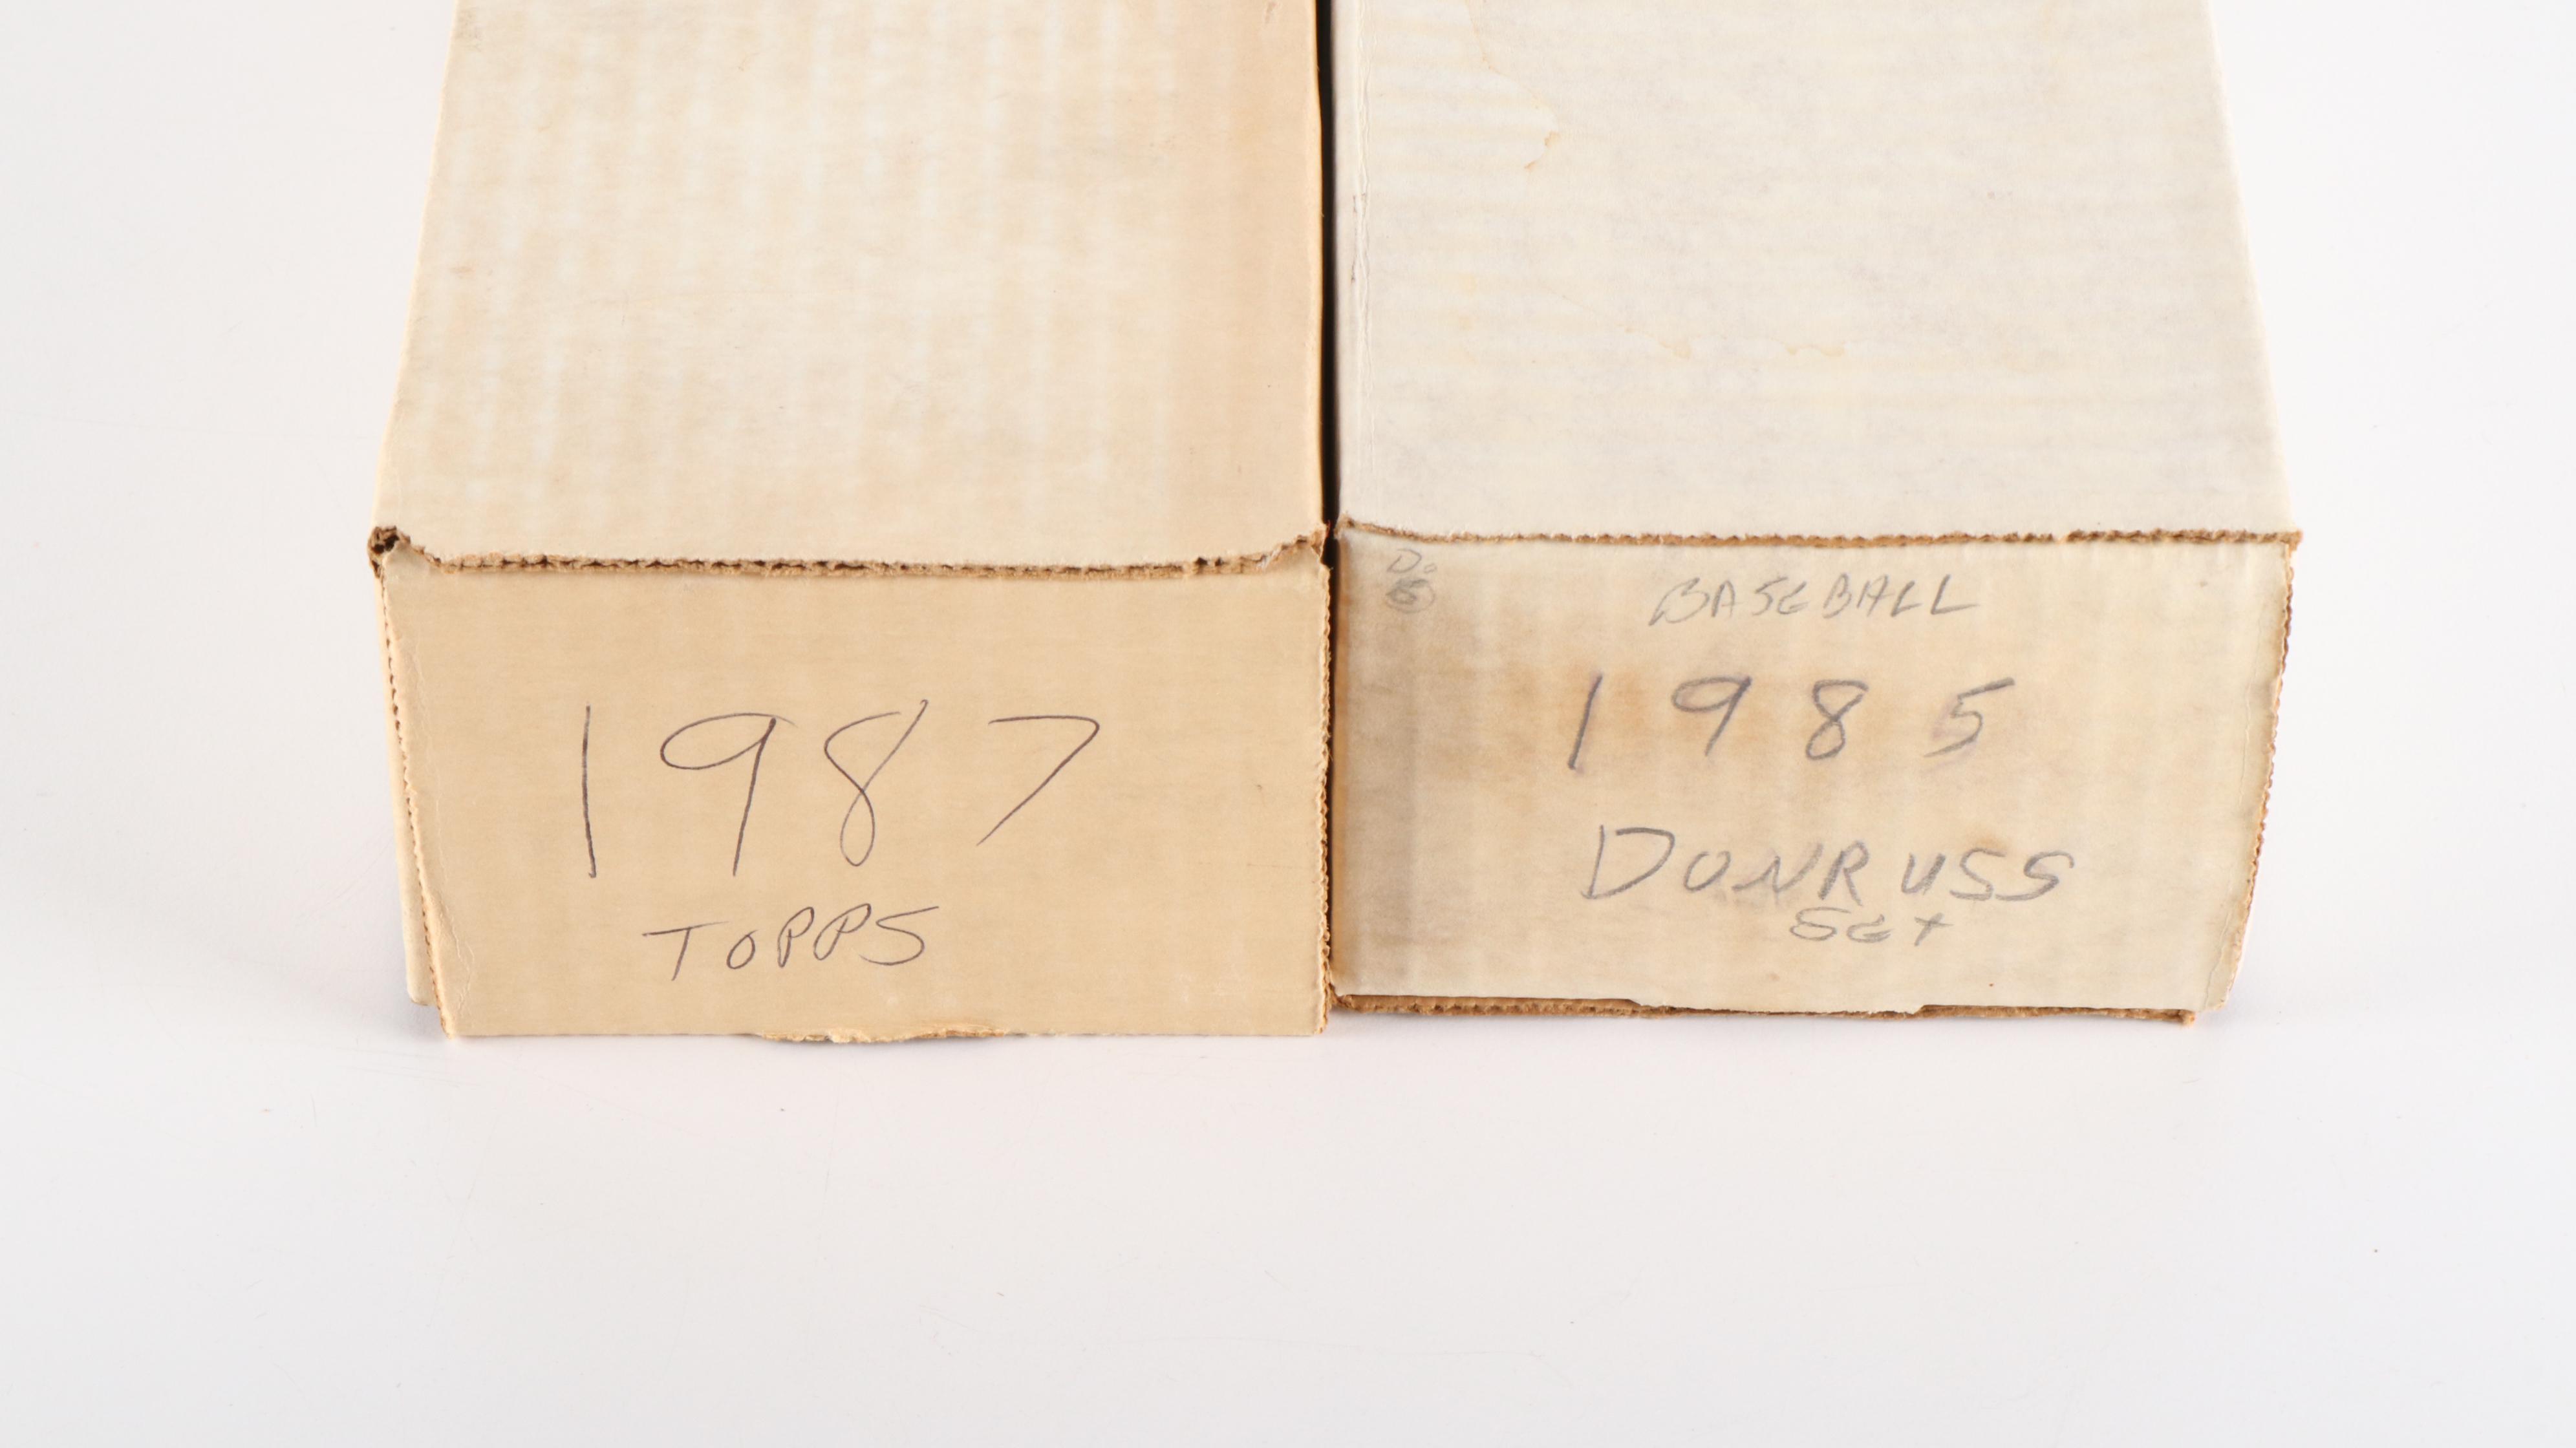 1987
TOPPS
BASEBALL
1985
DONRUSS
SET